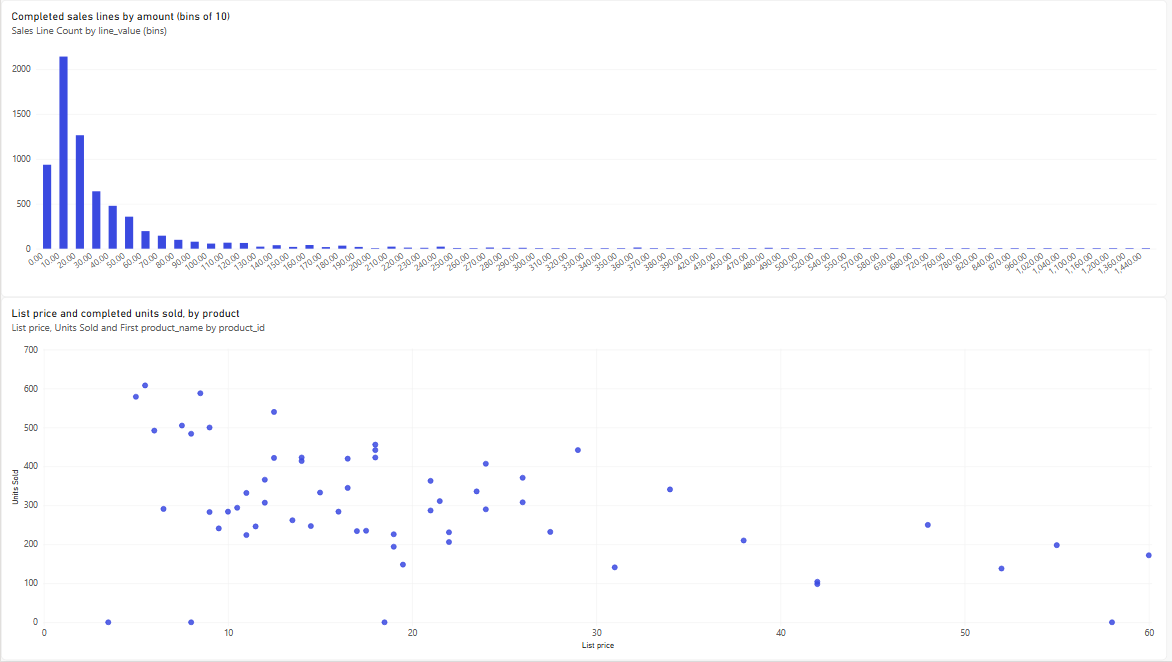 Completed sales lines by amount (bins of 10)
Sales Line Count by line_value (bins)
2000
1500
1000
500
0
0.00 10.00 20.00 30.00 40.00 50.00 60.00 70.00 80.00 90.00 100.00 110.00 120.00 130.00 140.00 150.00 160.00 170.00 180.00 190.00 200.00 210.00 220.00 230.00 240.00 250.00 260.00 270.00 280.00 290.00 300.00 310.00 320.00 330.00 340.00 350.00 360.00 370.00 380.00 390.00 420.00 430.00 450.00 470.00 480.00 490.00 500.00 520.00 540.00 550.00 570.00 580.00 630.00 680.00 720.00 760.00 780.00 820.00 840.00 870.00 960.00 1,020.00 1,040.00 1,100.00 1,160.00 1,200.00 1,360.00 1,440.00
List price and completed units sold, by product
List price, Units Sold and First product_name by product_id
700
600
500
400
300
200
100
0
Units Sold
0 10 20 30 40 50 60
List price